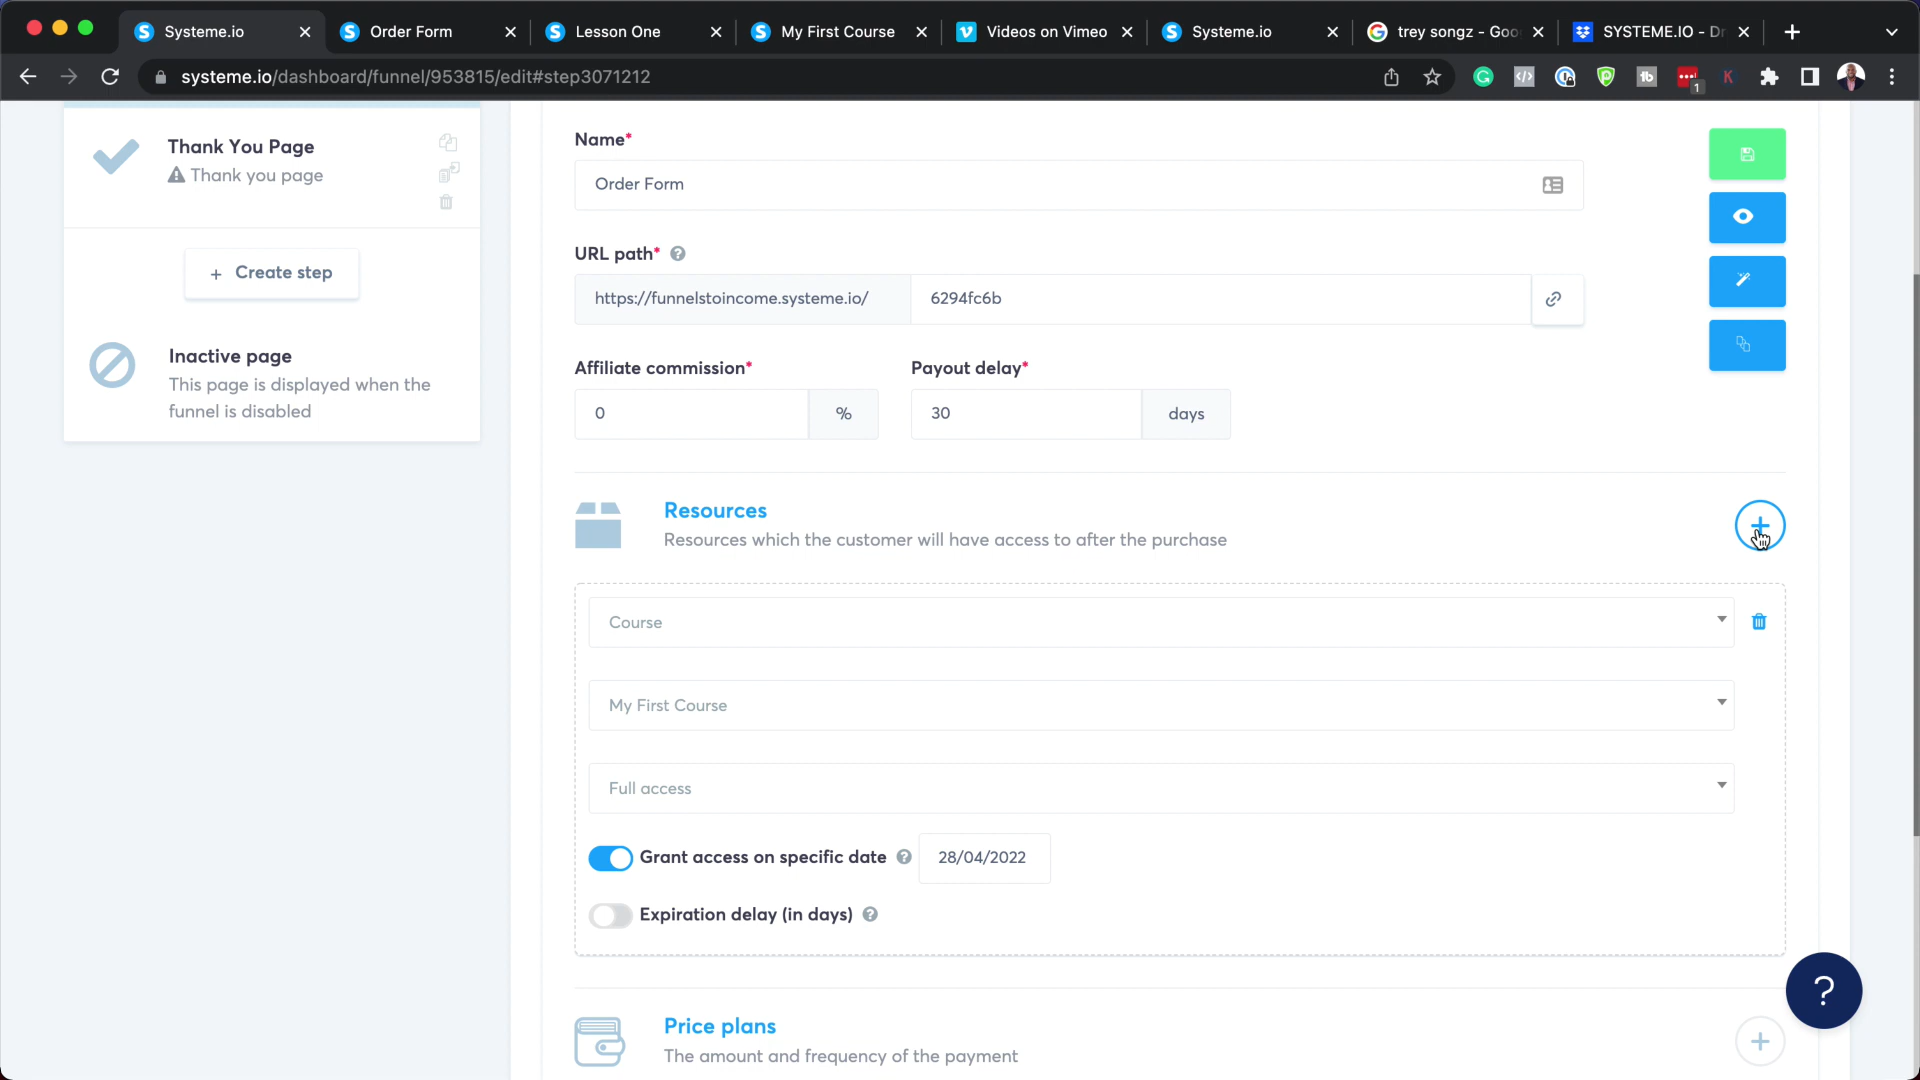 Systeme.io
Order Form
Lesson One
My First Course
Videos on Vimeo
Systeme.io
trey songz - Goo
SYSTEME.IO - Dr
systeme.io/dashboard/funnel/953815/edit#step3071212
1
Thank You Page
Thank you page
+ Create step
Inactive page
This page is displayed when the
funnel is disabled
Name*
Order Form
URL path* ?
https://funnelstoincome.systeme.io/ 6294fc6b
Affiliate commission* Payout delay*
0 % 30 days
Resources
Resources which the customer will have access to after the purchase
Course
My First Course
Full access
Grant access on specific date ? 28/04/2022
Expiration delay (in days) ?
?
Price plans
The amount and frequency of the payment